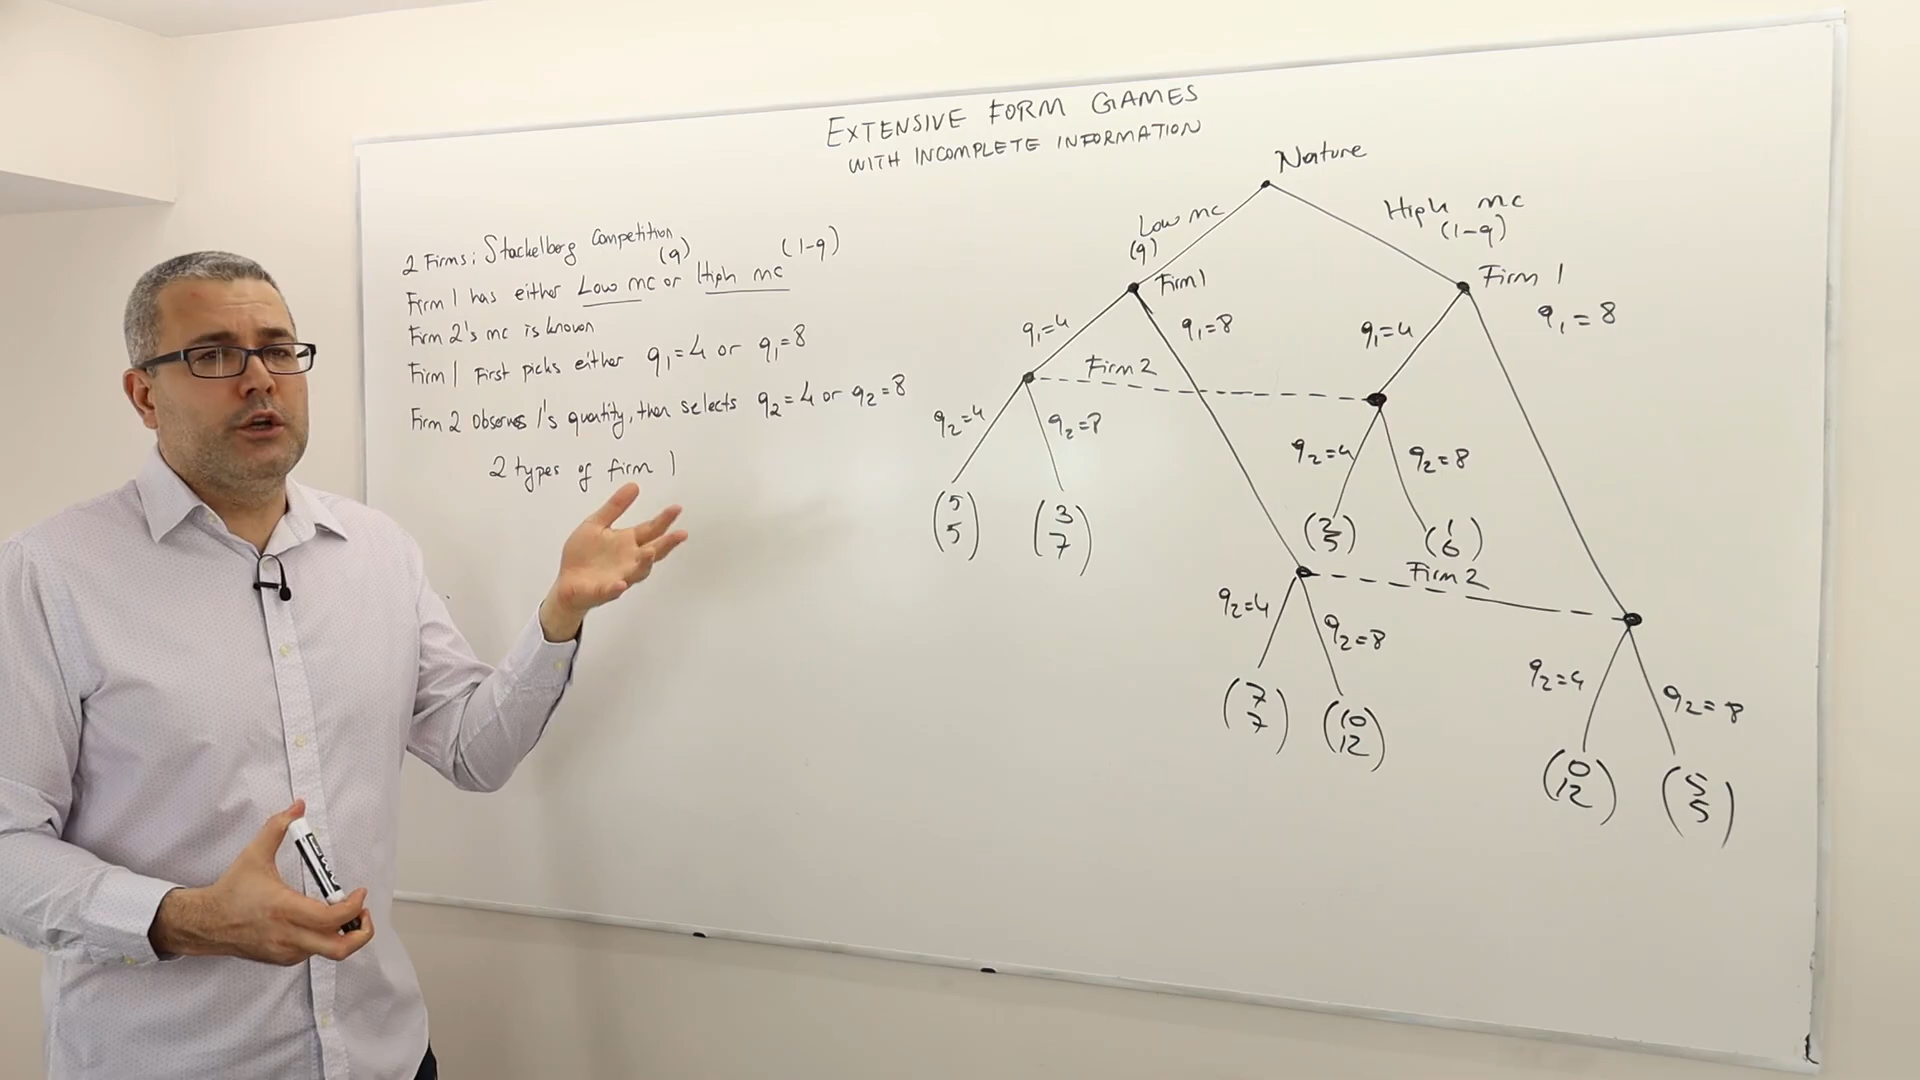 EXTENSIVE FORM GAMES
WITH INCOMPLETE INFORMATION
2 Firms: Stackelberg Competition
(q) (1-q)
Firm 1 has either Low mc or High mc
Firm 2's mc is known
Firm 1 First picks either q₁=4 or q₁=8
Firm 2 Observes 1's quantity, then selects q₂=4 or q₂=8
2 types of firm 1
Nature
Low mc
(q)
High mc
(1-q)
Firm 1
Firm 1
q₁=4
q₁=8
q₁=4
q₁=8
Firm 2
q₂=4
q₂=8
q₂=4
q₂=8
(5
5)
(3
7)
(2
5)
(1
6)
Firm 2
q₂=4
q₂=8
q₂=4
q₂=8
(7
7)
(10
12)
(0
12)
(5
5)